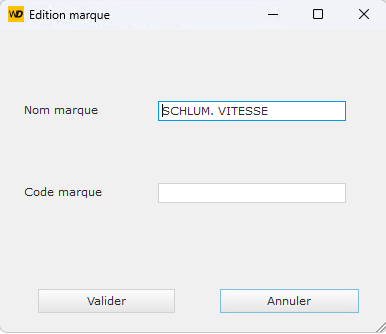 WD Edition marque
Nom marque SCHLUM. VITESSE
Code marque
Valider Annuler